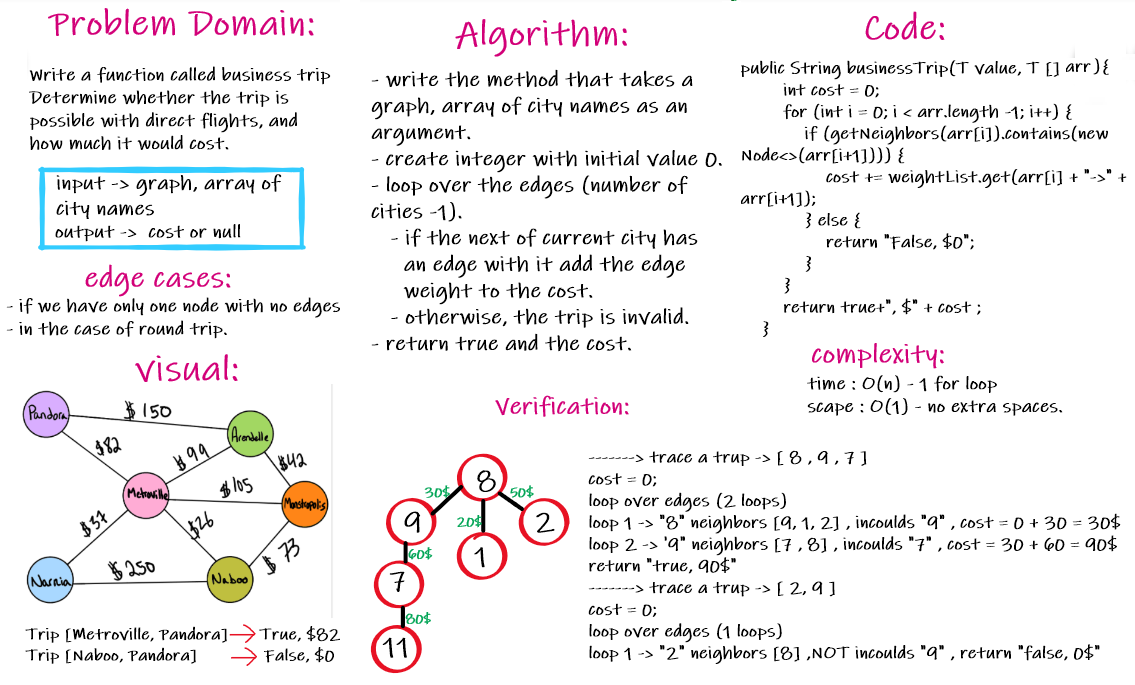 Problem Domain:
Write a function called business trip
Determine whether the trip is
possible with direct flights, and
how much it would cost.
input -> graph, array of
city names
output -> cost or null
edge cases:
- if we have only one node with no edges
- in the case of round trip.
visual:
Pandora
$150
Arendelle
$82
$99
$42
Metroville
$105
Monstropolis
$37
$26
$73
Narnia
$250
Naboo
Trip [Metroville, Pandora] → True, $82
Trip [Naboo, Pandora] → False, $0
Algorithm:
- write the method that takes a
graph, array of city names as an
argument.
- create integer with initial value 0.
- loop over the edges (number of
cities -1).
- if the next of current city has
an edge with it add the edge
weight to the cost.
- otherwise, the trip is invalid.
- return true and the cost.
Code:
public String businessTrip(T value, T [] arr){
int cost = 0;
for (int i = 0; i < arr.length -1; i++) {
if (getNeighbors(arr[i]).contains(new
Node<>(arr[i+1]))) {
cost += weightList.get(arr[i] + "->" +
arr[i+1]);
} else {
return "False, $0";
}
}
return true+", $" + cost ;
}
complexity:
time : O(n) - 1 for loop
scape : O(1) - no extra spaces.
Verification:
8
30$
50$
9
20$
2
60$
1
7
80$
11
-------> trace a trup -> [ 8 , 9 , 7 ]
cost = 0;
loop over edges (2 loops)
loop 1 -> "8" neighbors [9, 1, 2] , incoulds "9" , cost = 0 + 30 = 30$
loop 2 -> '9" neighbors [7 , 8] , incoulds "7" , cost = 30 + 60 = 90$
return "true, 90$"
-------> trace a trup -> [ 2, 9 ]
cost = 0;
loop over edges (1 loops)
loop 1 -> "2" neighbors [8] ,NOT incoulds "9" , return "false, 0$"